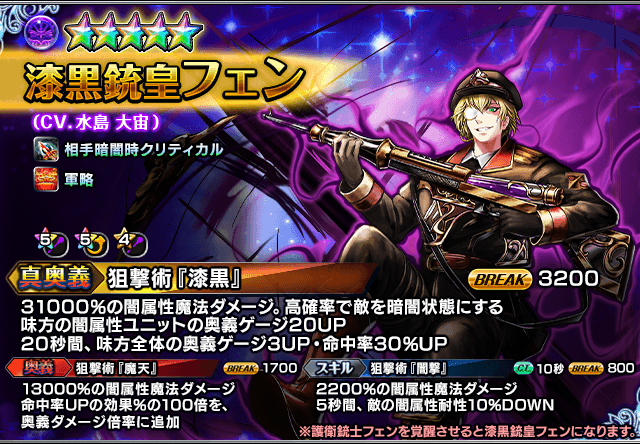 漆黒銃皇フェン
(CV.水島 大宙)
相手暗闇時クリティカル
軍略
5 5 4
真奥義 狙撃術『漆黒』 BREAK 3200
31000%の闇属性魔法ダメージ。高確率で敵を暗闇状態にする
味方の闇属性ユニットの奥義ゲージ20UP
20秒間、味方全体の奥義ゲージ3UP・命中率30%UP
奥義 狙撃術『魔天』 BREAK 1700
13000%の闇属性魔法ダメージ
命中率UPの効果%の100倍を、
奥義ダメージ倍率に追加
スキル 狙撃術『闇撃』 C.T. 10秒 BREAK 800
2200%の闇属性魔法ダメージ
5秒間、敵の闇属性耐性10%DOWN
※護衛銃士フェンを覚醒させると漆黒銃皇フェンになります。